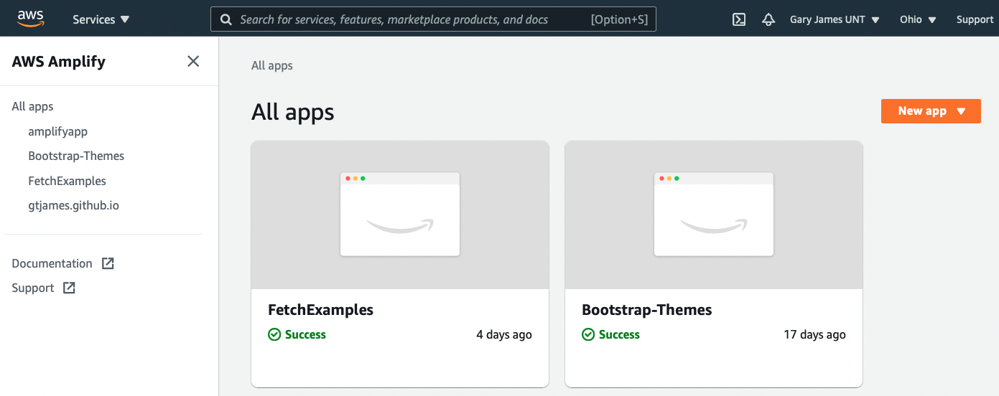 aws Services Search for services, features, marketplace products, and docs [Option+S] Gary James UNT Ohio Support
AWS Amplify
All apps
amplifyapp
Bootstrap-Themes
FetchExamples
gtjames.github.io
Documentation
Support
All apps
All apps
New app
FetchExamples
Success 4 days ago
Bootstrap-Themes
Success 17 days ago